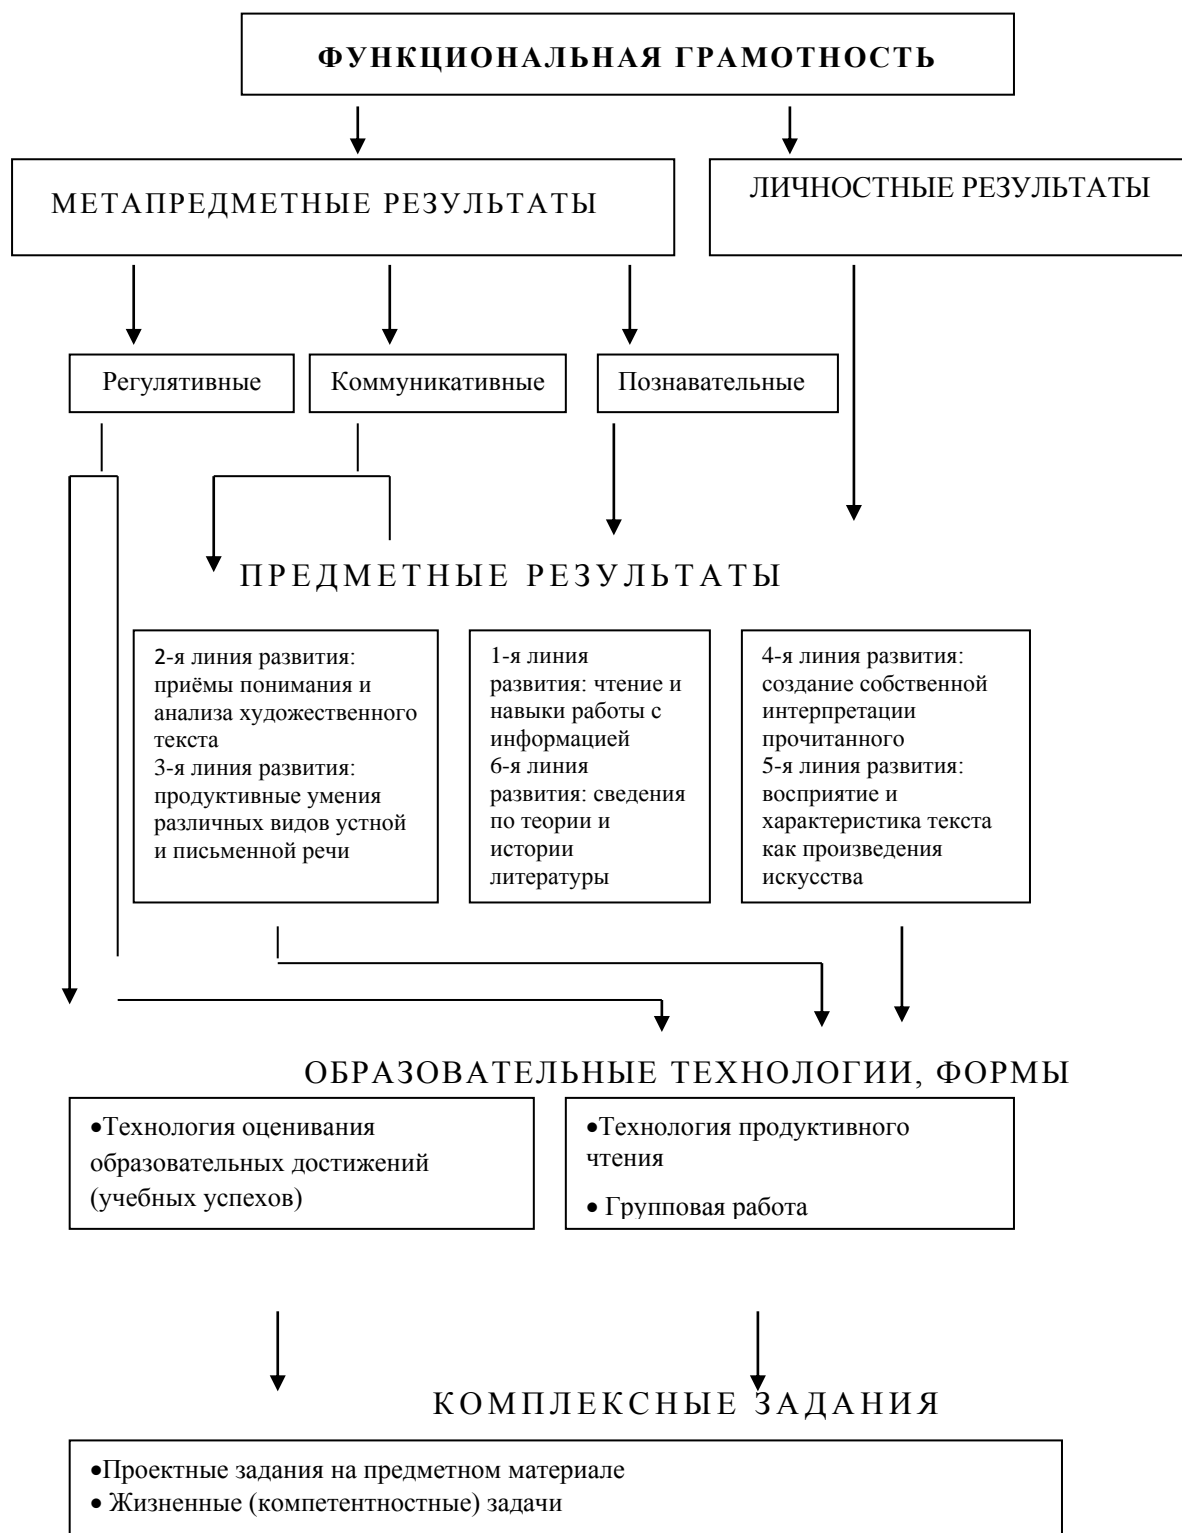 ФУНКЦИОНАЛЬНАЯ ГРАМОТНОСТЬ
МЕТАПРЕДМЕТНЫЕ РЕЗУЛЬТАТЫ
ЛИЧНОСТНЫЕ РЕЗУЛЬТАТЫ
Регулятивные
Коммуникативные
Познавательные
ПРЕДМЕТНЫЕ РЕЗУЛЬТАТЫ
2-я линия развития:
приёмы понимания и
анализа художественного
текста
3-я линия развития:
продуктивные умения
различных видов устной
и письменной речи
1-я линия
развития: чтение и
навыки работы с
информацией
6-я линия
развития: сведения
по теории и
истории
литературы
4-я линия развития:
создание собственной
интерпретации
прочитанного
5-я линия развития:
восприятие и
характеристика текста
как произведения
искусства
ОБРАЗОВАТЕЛЬНЫЕ ТЕХНОЛОГИИ, ФОРМЫ
•Технология оценивания
образовательных достижений
(учебных успехов)
•Технология продуктивного
чтения
• Групповая работа
КОМПЛЕКСНЫЕ ЗАДАНИЯ
•Проектные задания на предметном материале
• Жизненные (компетентностные) задачи